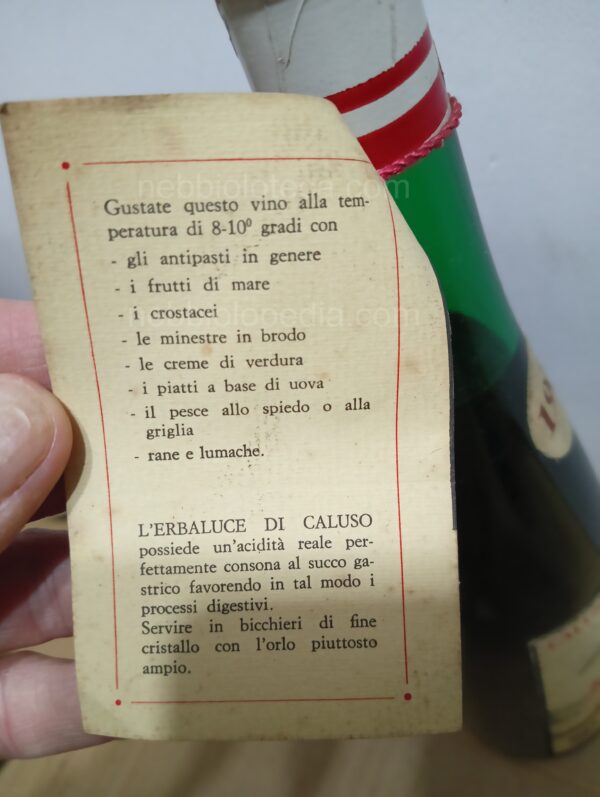 nebbiolopedia.com
Gustate questo vino alla tem-
peratura di 8-10⁰ gradi con
- gli antipasti in genere
- i frutti di mare
- i crostacei
nebbiolopedia.com
- le minestre in brodo
- le creme di verdura
- i piatti a base di uova
- il pesce allo spiedo o alla
griglia
- rane e lumache.
L'ERBALUCE DI CALUSO
possiede un'acidità reale per-
fettamente consona al succo ga-
strico favorendo in tal modo i
processi digestivi.
Servire in bicchieri di fine
cristallo con l'orlo piuttosto
ampio.